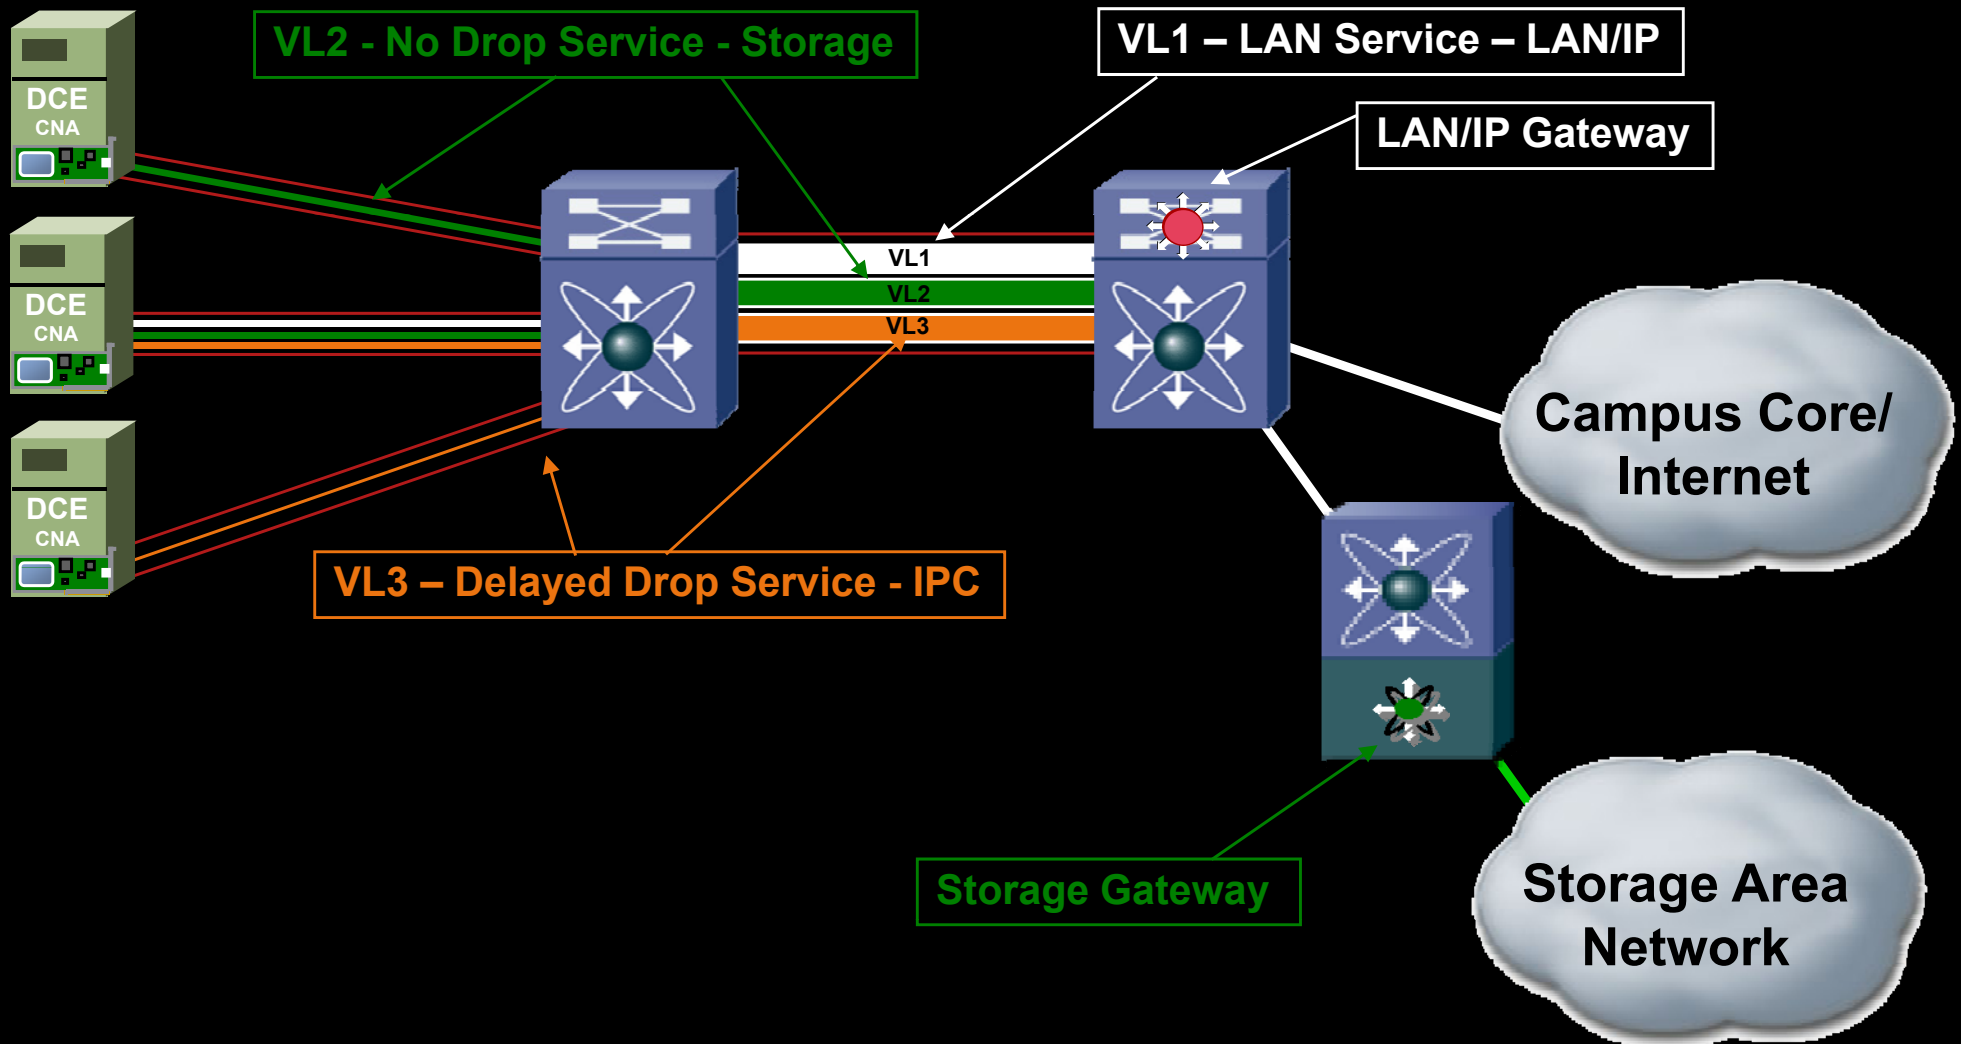 VL2 - No Drop Service - Storage
VL1 – LAN Service – LAN/IP
LAN/IP Gateway
DCE
CNA
DCE
CNA
DCE
CNA
VL1
VL2
VL3
Campus Core/
Internet
VL3 – Delayed Drop Service - IPC
Storage Gateway
Storage Area
Network